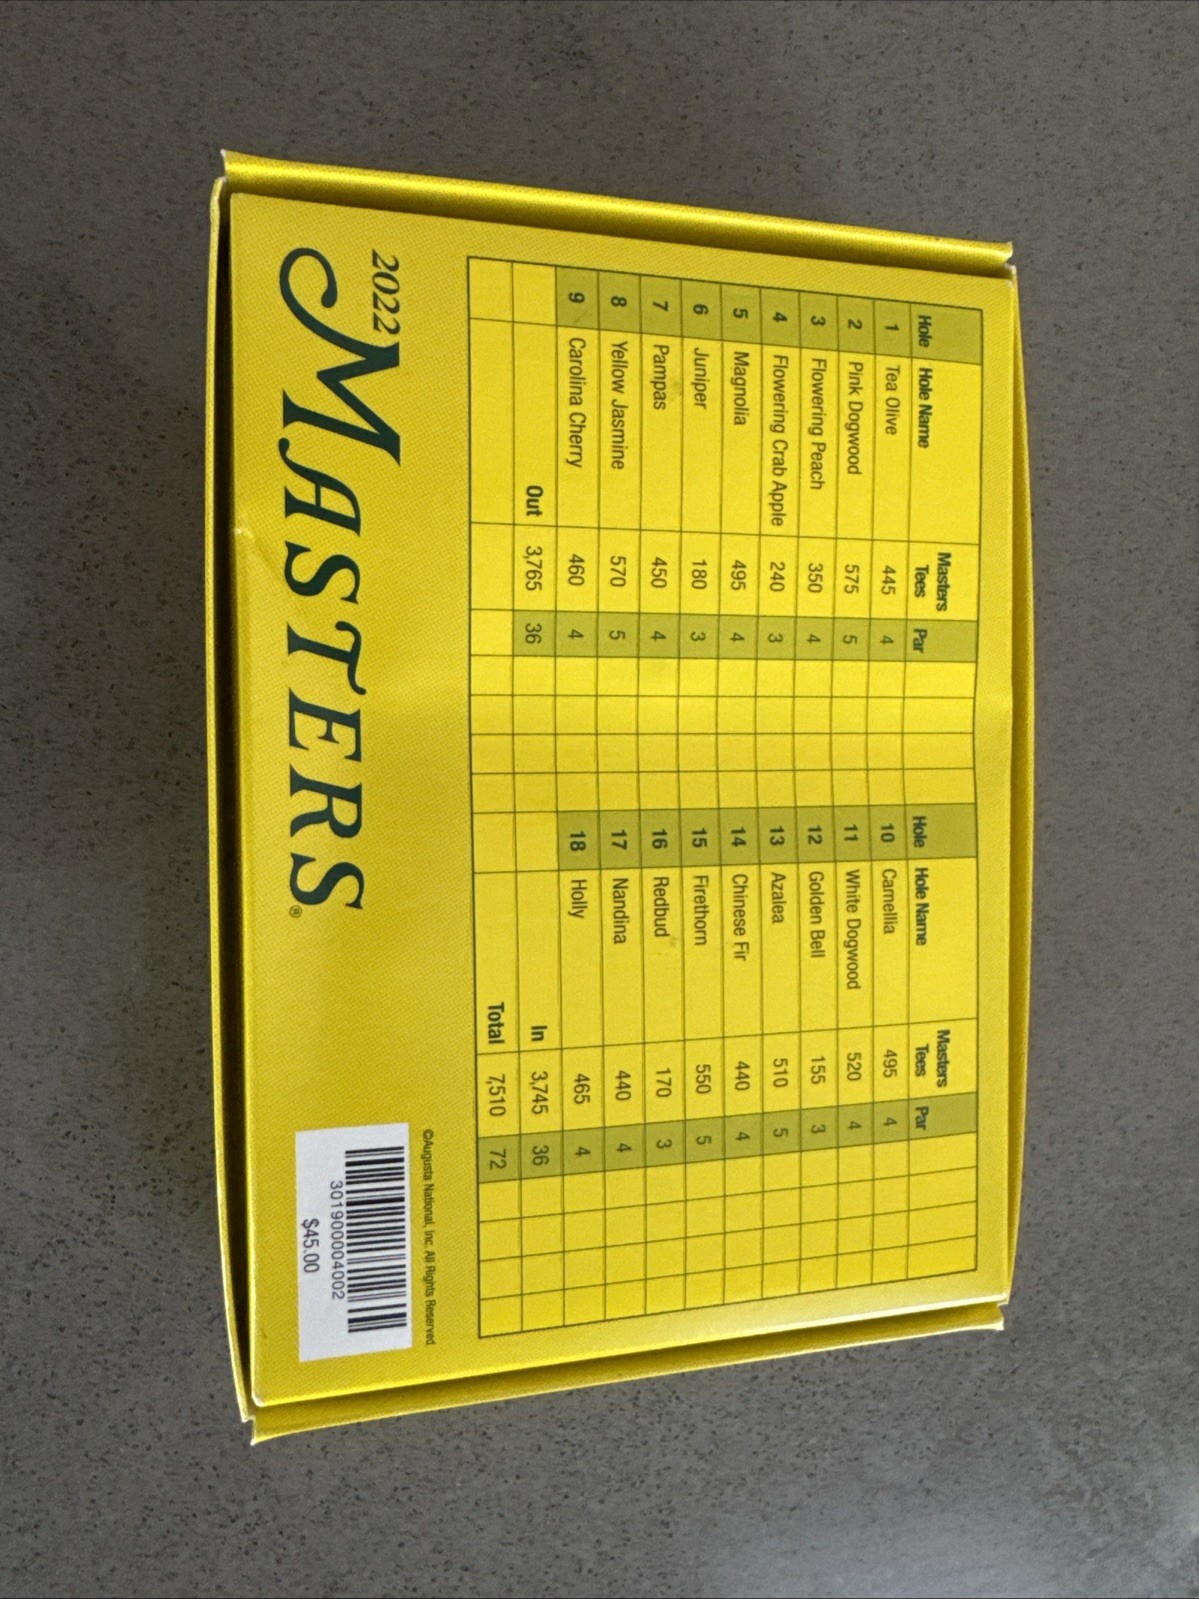 Hole Hole Name Masters Tees Par Hole Hole Name Masters Tees Par
1 Tea Olive 445 4 10 Camellia 495 4
2 Pink Dogwood 575 5 11 White Dogwood 520 4
3 Flowering Peach 350 4 12 Golden Bell 155 3
4 Flowering Crab Apple 240 3 13 Azalea 510 5
5 Magnolia 495 4 14 Chinese Fir 440 4
6 Juniper 180 3 15 Firethorn 550 5
7 Pampas 450 4 16 Redbud 170 3
8 Yellow Jasmine 570 5 17 Nandina 440 4
9 Carolina Cherry 460 4 18 Holly 465 4
Out 3,765 36 In 3,745 36
Total 7,510 72
©Augusta National, Inc. All Rights Reserved
2022
MASTERS®
301900004002
$45.00